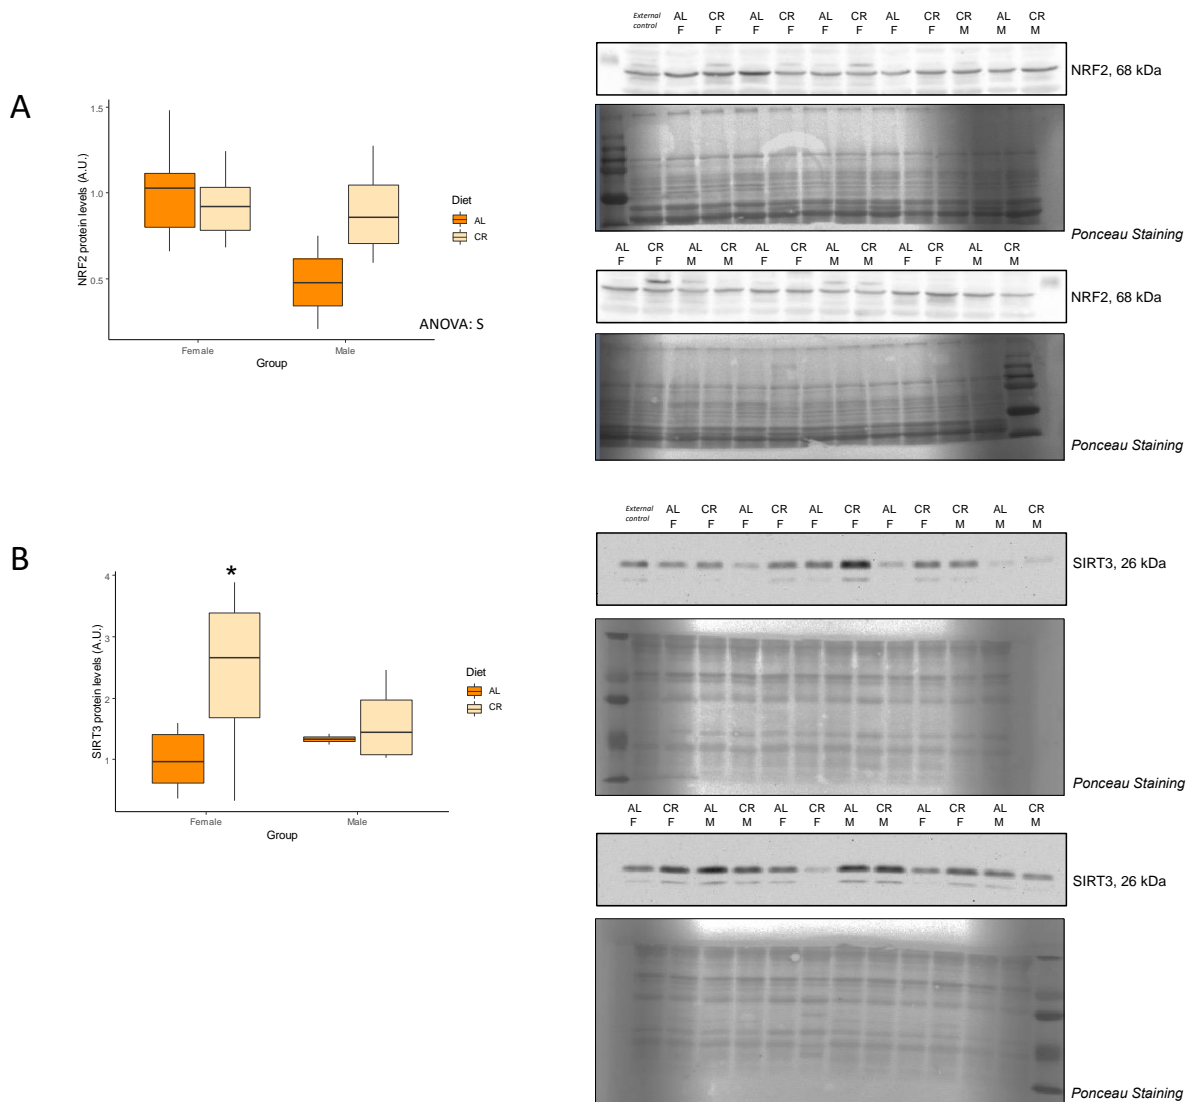 External control
AL CR AL CR AL CR AL CR CR AL CR
F F F F F F F F M M M
NRF2, 68 kDa
Ponceau Staining
AL CR AL CR AL CR AL CR AL CR AL CR
F F M M F F M M F F M M
NRF2, 68 kDa
Ponceau Staining
A
NRF2 protein levels (A.U.)
1.5
1.0
0.5
Female Male
Group
Diet
AL
CR
ANOVA: S
External control
AL CR AL CR AL CR AL CR CR AL CR
F F F F F F F F M M M
SIRT3, 26 kDa
Ponceau Staining
AL CR AL CR AL CR AL CR AL CR AL CR
F F M M F F M M F F M M
SIRT3, 26 kDa
Ponceau Staining
B
SIRT3 protein levels (A.U.)
4
3
2
1
*
Female Male
Group
Diet
AL
CR